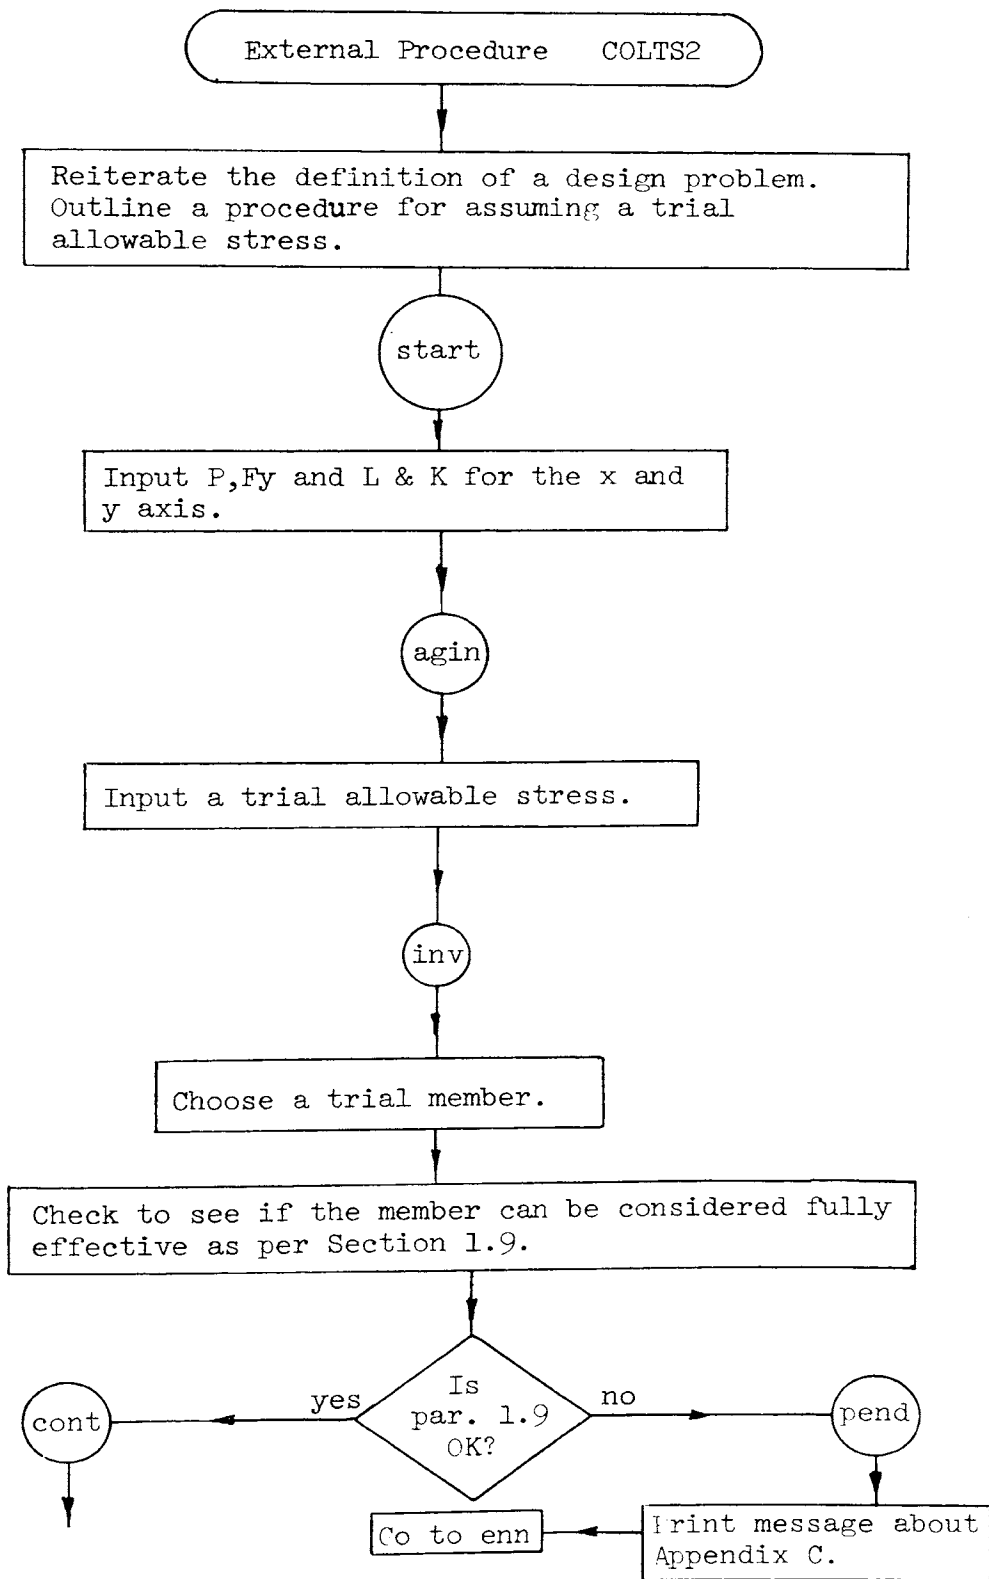 External Procedure COLTS2
Reiterate the definition of a design problem.
Outline a procedure for assuming a trial
allowable stress.
start
Input P,Fy and L & K for the x and
y axis.
agin
Input a trial allowable stress.
inv
Choose a trial member.
Check to see if the member can be considered fully
effective as per Section 1.9.
Is
par. 1.9
OK?
yes
no
cont
pend
Go to enn
Print message about
Appendix C.